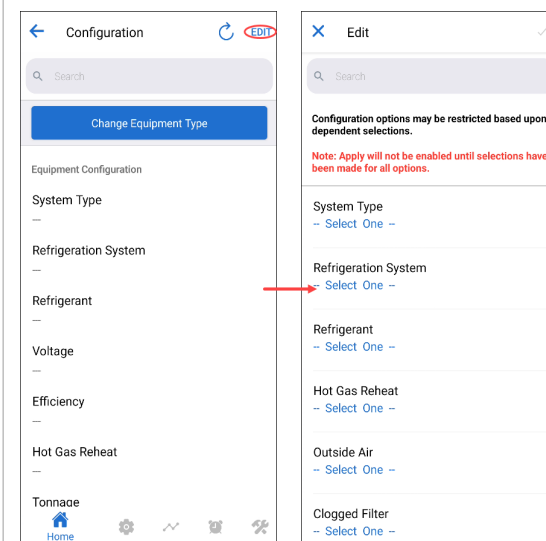 Configuration
EDIT
Search
Change Equipment Type
Equipment Configuration
System Type
—
Refrigeration System
—
Refrigerant
—
Voltage
—
Efficiency
—
Hot Gas Reheat
—
Tonnage
Home
Edit
Search
Configuration options may be restricted based upon
dependent selections.
Note: Apply will not be enabled until selections have
been made for all options.
System Type
-- Select One --
Refrigeration System
-- Select One --
Refrigerant
-- Select One --
Hot Gas Reheat
-- Select One --
Outside Air
-- Select One --
Clogged Filter
-- Select One --